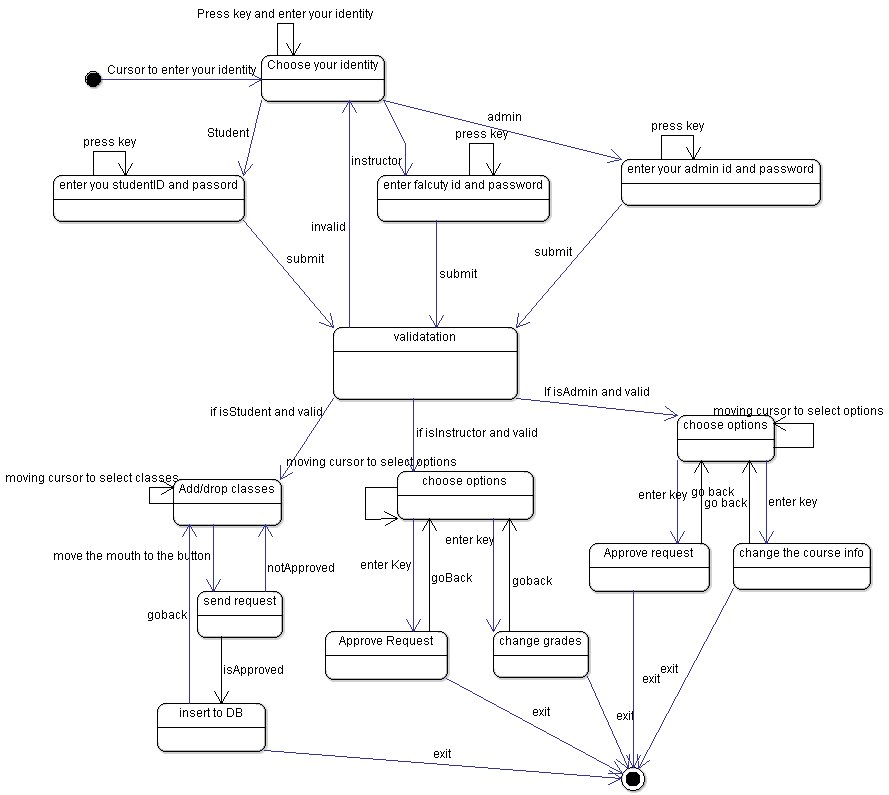 Press key and enter your identity
Choose your identity
Cursor to enter your identity
admin
Student
press key
press key
press key
instructor
enter you studentID and passord
enter falcuty id and password
enter your admin id and password
invalid
submit
submit
submit
validatation
If isAdmin and valid
if isStudent and valid
if isInstructor and valid
moving cursor to select options
choose options
moving cursor to select classes
moving cursor to select options
Add/drop classes
choose options
enter key
go back
go back
enter key
move the mouth to the button
notApproved
enter Key
enter key
goBack
goback
Approve request
change the course info
send request
goback
Approve Request
change grades
isApproved
exit
exit
insert to DB
exit
exit
exit